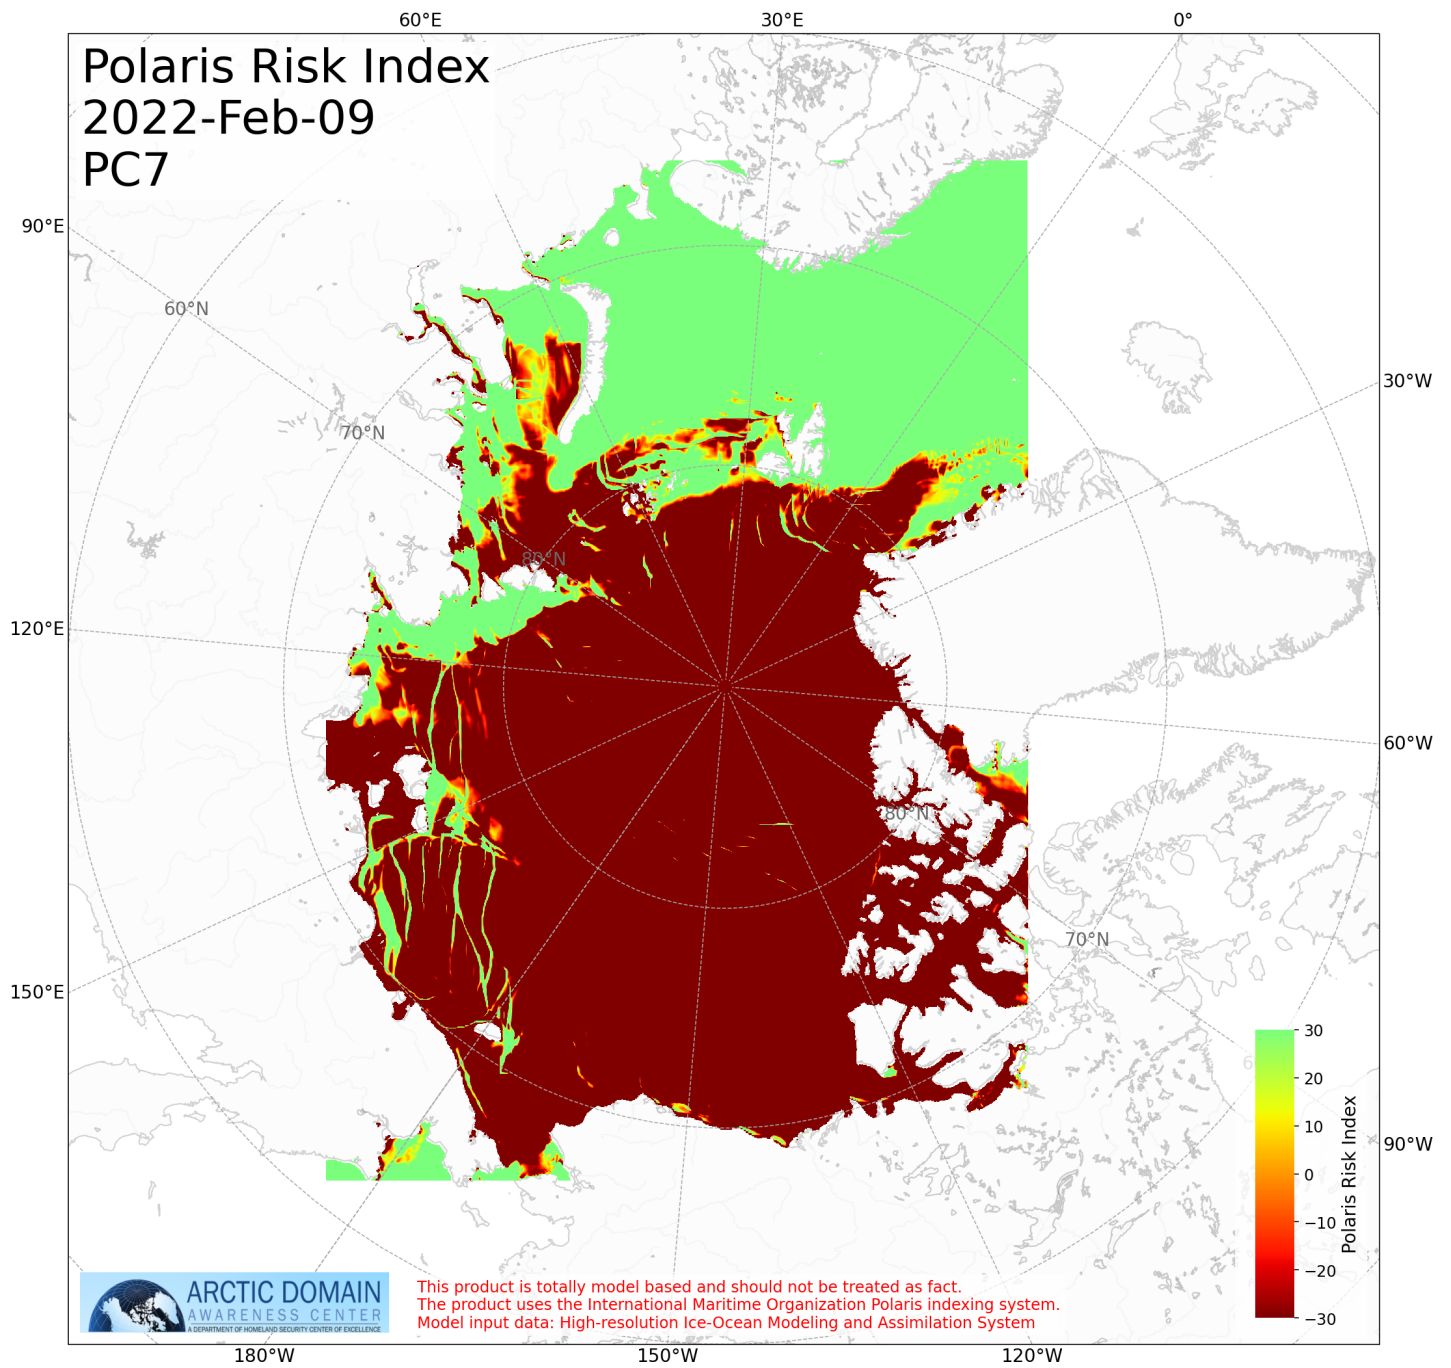 60°E
30°E
0°
Polaris Risk Index
2022-Feb-09
PC7
90°E
60°N
30°W
70°N
80°N
120°E
60°W
80°N
70°N
150°E
30
20
10
0
−10
−20
−30
Polaris Risk Index
90°W
ARCTIC DOMAIN
AWARENESS CENTER
A DEPARTMENT OF HOMELAND SECURITY CENTER OF EXCELLENCE
This product is totally model based and should not be treated as fact.
The product uses the International Maritime Organization Polaris indexing system.
Model input data: High-resolution Ice-Ocean Modeling and Assimilation System
180°W
150°W
120°W